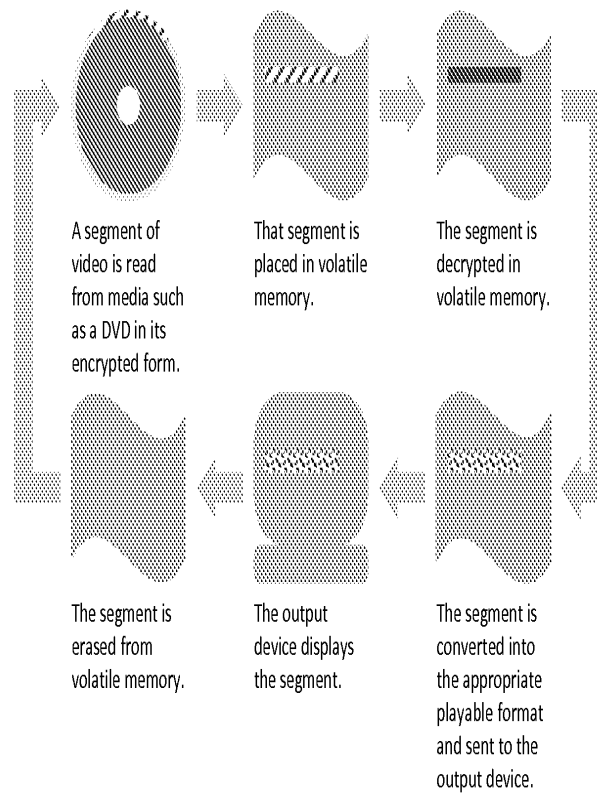 A segment of
video is read
from media such
as a DVD in its
encrypted form.
That segment is
placed in volatile
memory.
The segment is
decrypted in
volatile memory.
The segment is
erased from
volatile memory.
The output
device displays
the segment.
The segment is
converted into
the appropriate
playable format
and sent to the
output device.